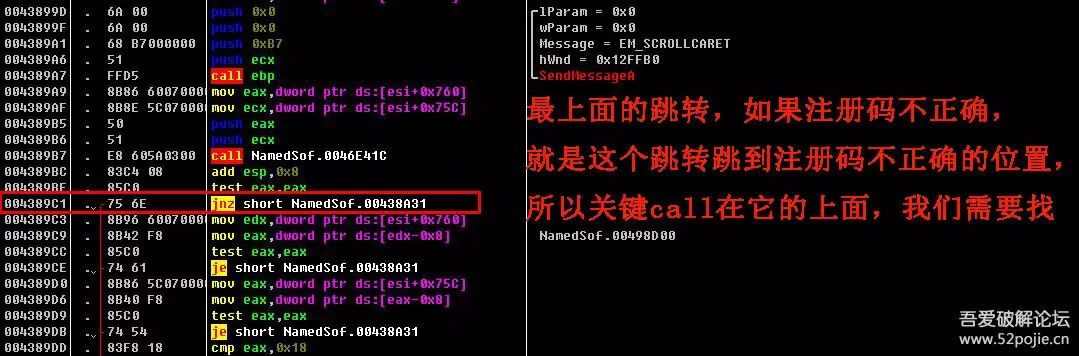 0043899D . 6A 00 push 0x0 lParam = 0x0
0043899F . 6A 00 push 0x0 wParam = 0x0
004389A1 . 68 B7000000 push 0xB7 Message = EM_SCROLLCARET
004389A6 . 51 push ecx hWnd = 0x12FFB0
004389A7 . FFD5 call ebp SendMessageA
004389A9 . 8B86 6007000 mov eax,dword ptr ds:[esi+0x760]
004389AF . 8B8E 5C07000 mov ecx,dword ptr ds:[esi+0x75C]
004389B5 . 50 push eax
004389B6 . 51 push ecx
004389B7 . E8 605A0300 call NamedSof.0046E41C
004389BC . 83C4 08 add esp,0x8
004389BF . 85C0 test eax,eax
004389C1 . 75 6E jnz short NamedSof.00438A31
004389C3 . 8B96 6007000 mov edx,dword ptr ds:[esi+0x760]
004389C9 . 8B42 F8 mov eax,dword ptr ds:[edx-0x8] NamedSof.00498D00
004389CC . 85C0 test eax,eax
004389CE . 74 61 je short NamedSof.00438A31
004389D0 . 8B86 5C07000 mov eax,dword ptr ds:[esi+0x75C]
004389D6 . 8B40 F8 mov eax,dword ptr ds:[eax-0x8]
004389D9 . 85C0 test eax,eax
004389DB . 74 54 je short NamedSof.00438A31
004389DD . 83F8 18 cmp eax,0x18
最上面的跳转，如果注册码不正确，
就是这个跳转跳到注册码不正确的位置，
所以关键call在它的上面，我们需要找
吾爱破解论坛
www.52pojie.cn